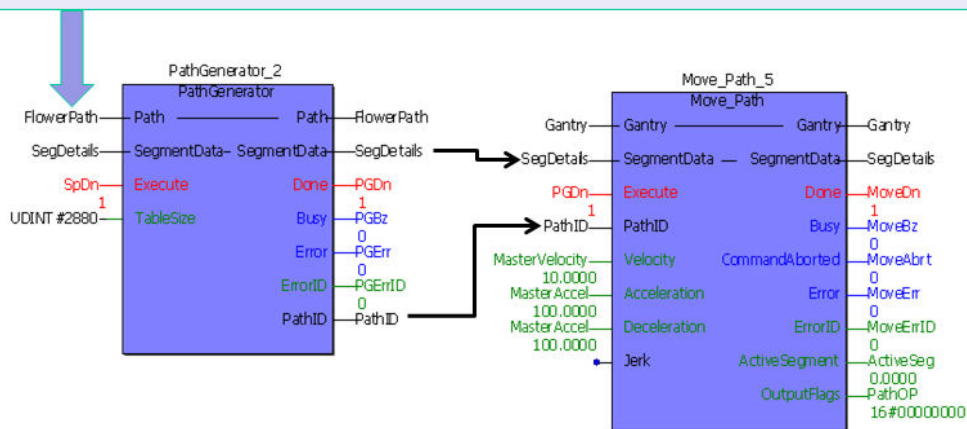 PathGenerator_2
PathGenerator
FlowerPath Path Path FlowerPath
SegDetails SegmentData SegmentData SegDetails
SpDn Execute Done PGDn
1 1
UDINT #2880 TableSize Busy PGBz
0
Error PGErr
0
ErrorID PGErrID
0
PathID PathID
Move_Path_5
Move_Path
Gantry Gantry Gantry Gantry
SegDetails SegmentData SegmentData SegDetails
PGDn Execute Done MoveDn
1 1
PathID PathID Busy MoveBz
0
MasterVelocity Velocity CommandAborted MoveAbrt
10.0000 0
MasterAccel Acceleration Error MoveErr
100.0000 0
MasterAccel Deceleration ErrorID MoveErrID
100.0000 0
Jerk ActiveSegment ActiveSeg
0.0000
OutputFlags PathOP
16#00000000